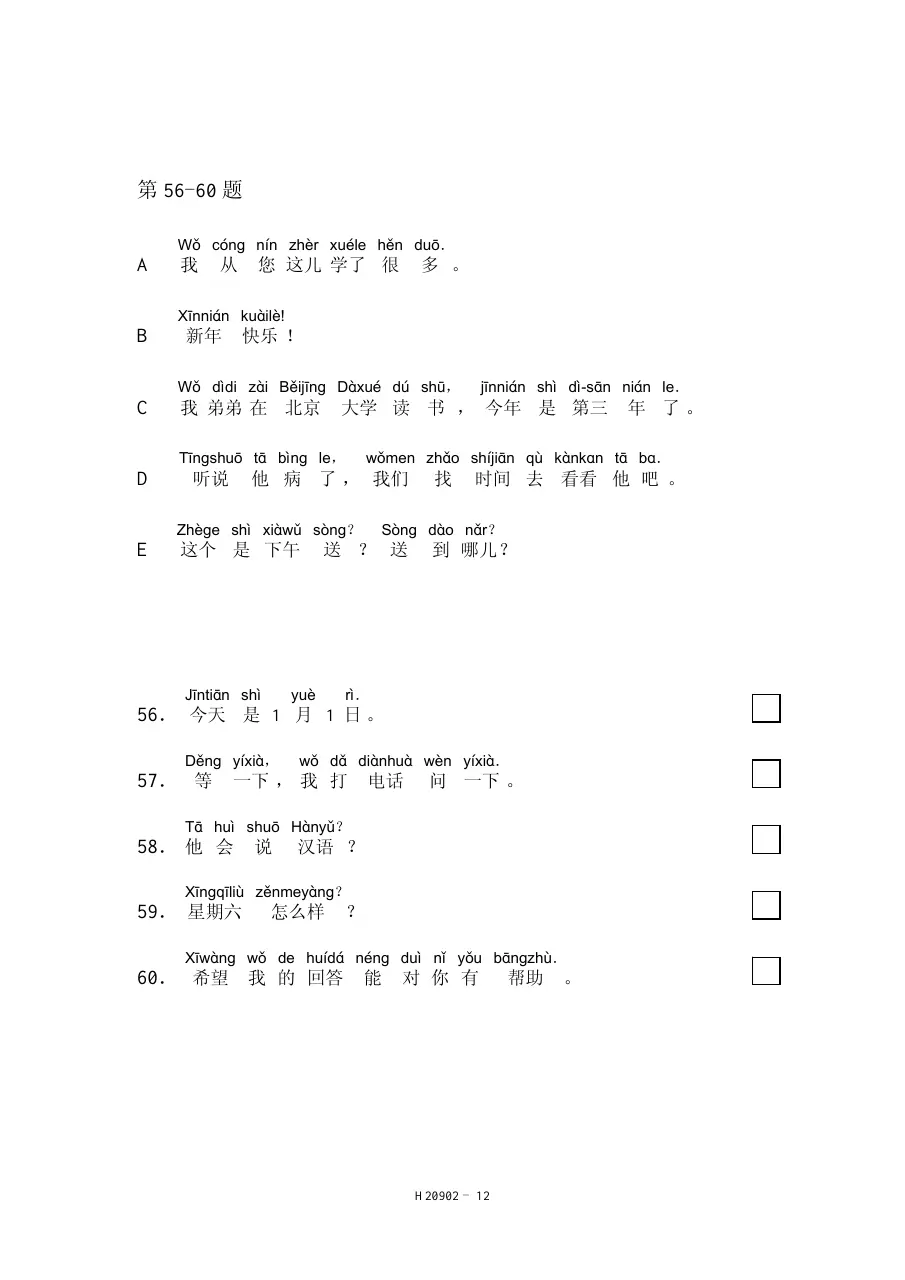 第 56-60 题
Wǒ cóng nín zhèr xuéle hěn duō.
A 我 从 您 这儿 学了 很 多 。
Xīnnián kuàilè!
B 新年 快乐 !
Wǒ dìdi zài Běijīng Dàxué dú shū, jīnnián shì dì-sān nián le.
C 我 弟弟 在 北京 大学 读 书 , 今年 是 第三 年 了 。
Tīngshuō tā bìng le, wǒmen zhǎo shíjiān qù kànkan tā ba.
D 听说 他 病 了 , 我们 找 时间 去 看看 他 吧 。
Zhège shì xiàwǔ sòng? Sòng dào nǎr?
E 这个 是 下午 送 ? 送 到 哪儿?
Jīntiān shì yuè rì.
56. 今天 是 1 月 1 日 。
Děng yíxià, wǒ dǎ diànhuà wèn yíxià.
57. 等 一下 , 我 打 电话 问 一下 。
Tā huì shuō Hànyǔ?
58. 他 会 说 汉语 ?
Xīngqīliù zěnmeyàng?
59. 星期六 怎么样 ?
Xīwàng wǒ de huídá néng duì nǐ yǒu bāngzhù.
60. 希望 我 的 回答 能 对 你 有 帮助 。
H20902 - 12